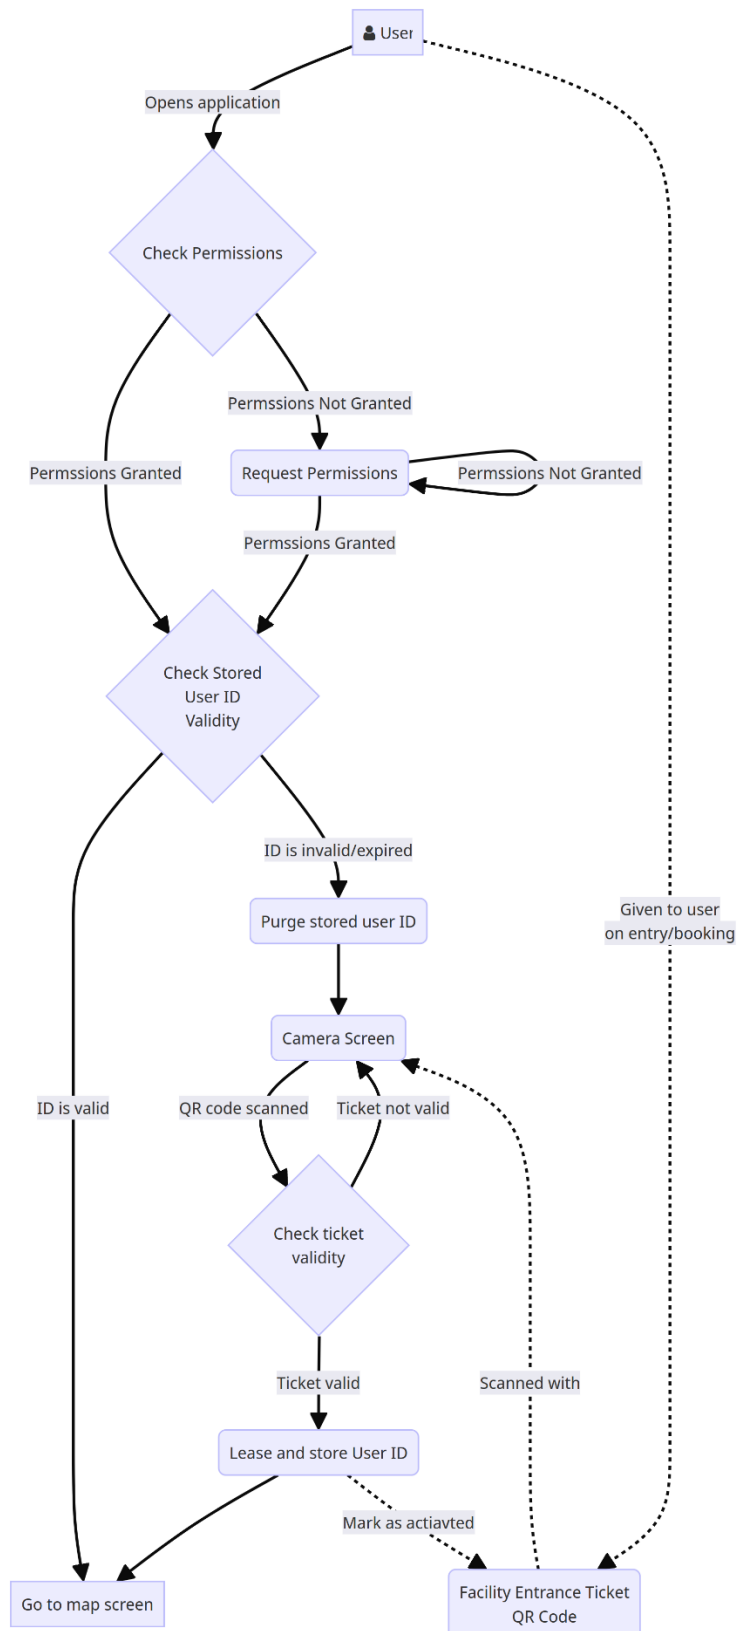 User
Opens application
Check Permissions
Permssions Not Granted
Permssions Granted
Request Permissions
Permssions Not Granted
Permssions Granted
Check Stored
User ID
Validity
ID is invalid/expired
Purge stored user ID
Given to user
on entry/booking
Camera Screen
ID is valid
QR code scanned
Ticket not valid
Check ticket
validity
Ticket valid
Scanned with
Lease and store User ID
Mark as actiavted
Go to map screen
Facility Entrance Ticket
QR Code